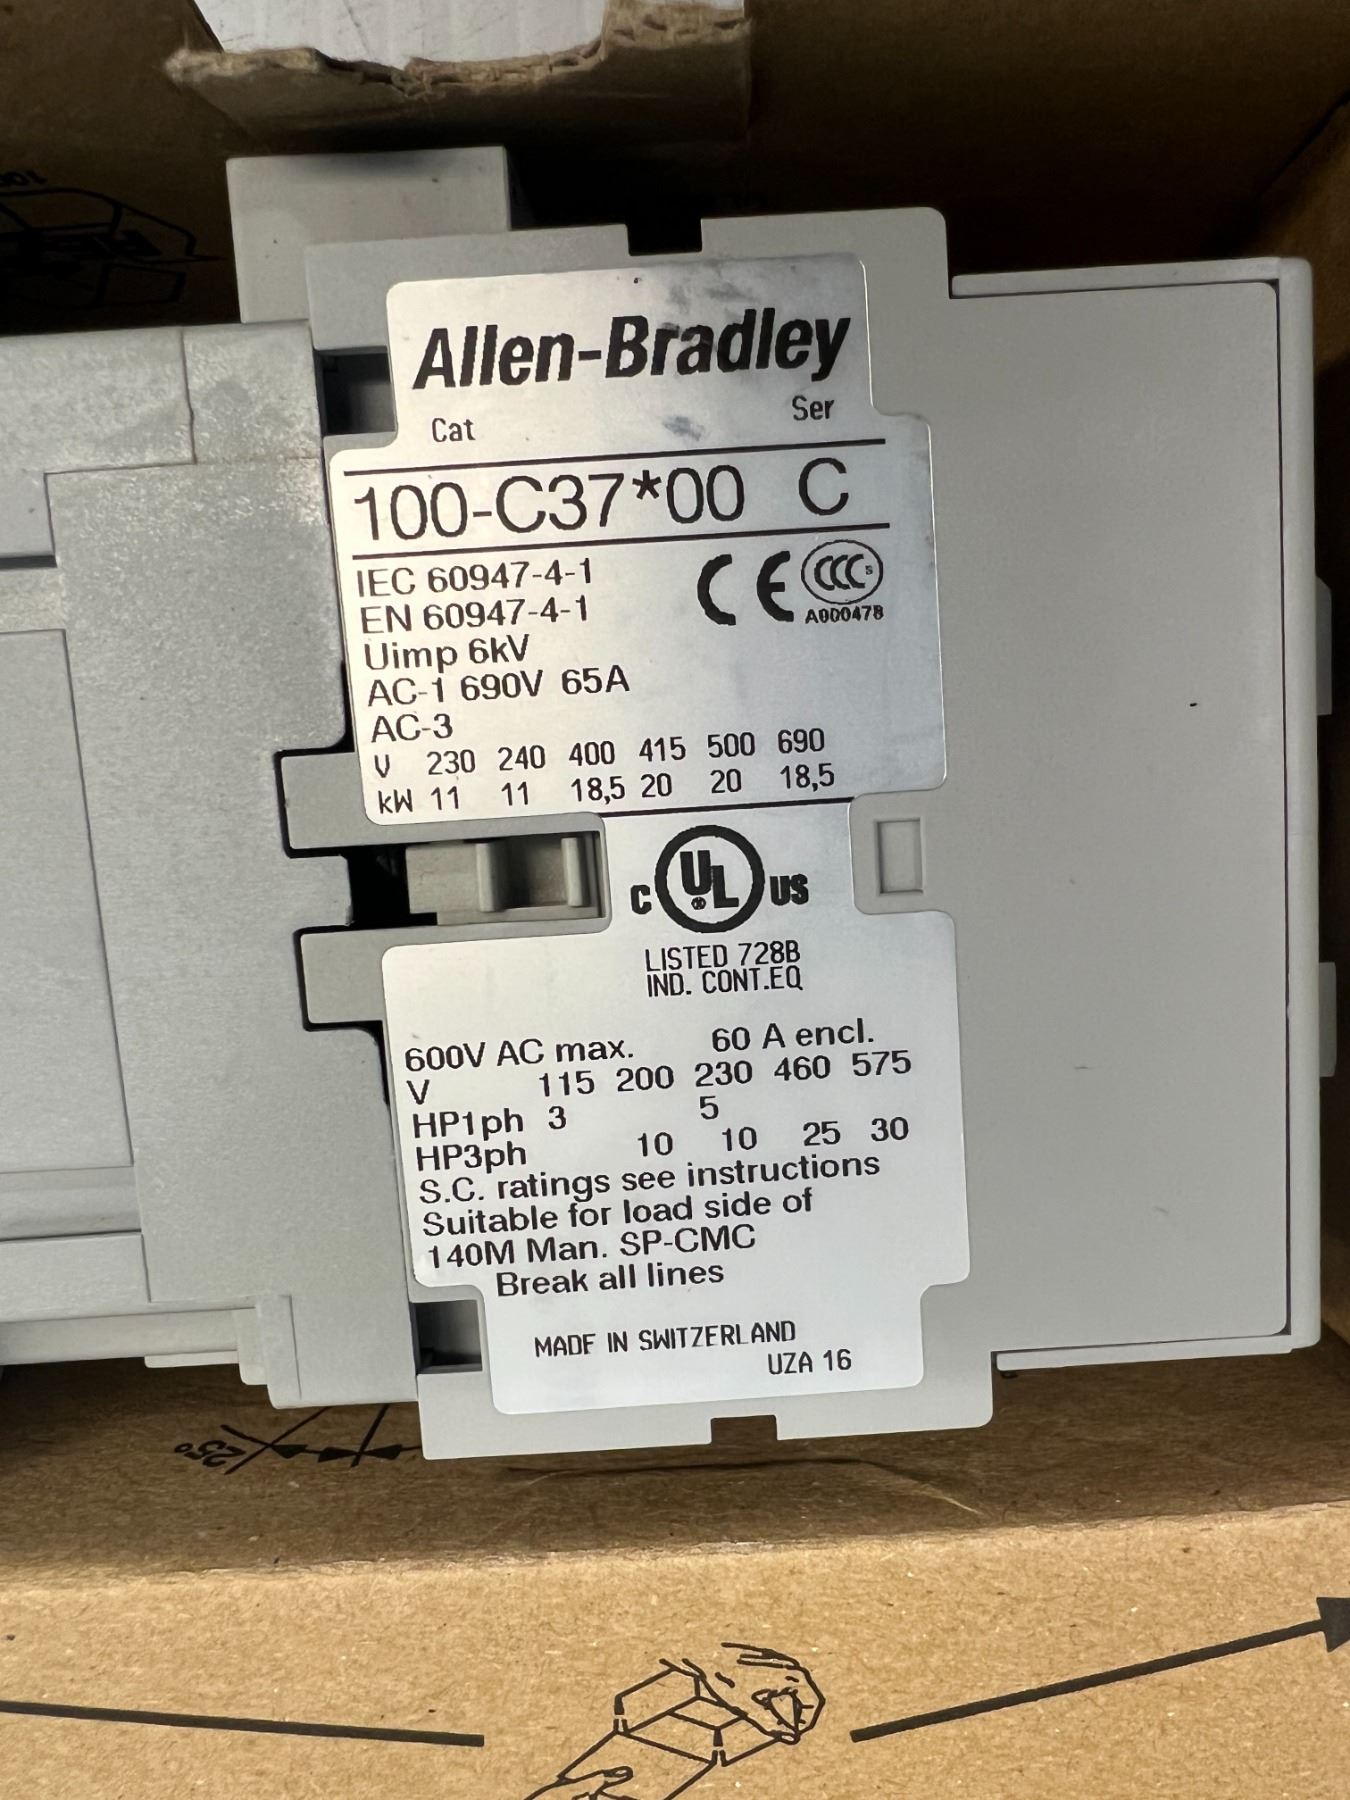 Allen-Bradley
Cat Ser
100-C37*00 C
IEC 60947-4-1
EN 60947-4-1
CE CCC S
A000478
Uimp 6kV
AC-1 690V 65A
AC-3
V 230 240 400 415 500 690
kW 11 11 18,5 20 20 18,5
C UL US
LISTED 728B
IND. CONT.EQ
600V AC max. 60 A encl.
V 115 200 230 460 575
HP1ph 3 5
HP3ph 10 10 25 30
S.C. ratings see instructions
Suitable for load side of
140M Man. SP-CMC
Break all lines
MADE IN SWITZERLAND
UZA 16
25°